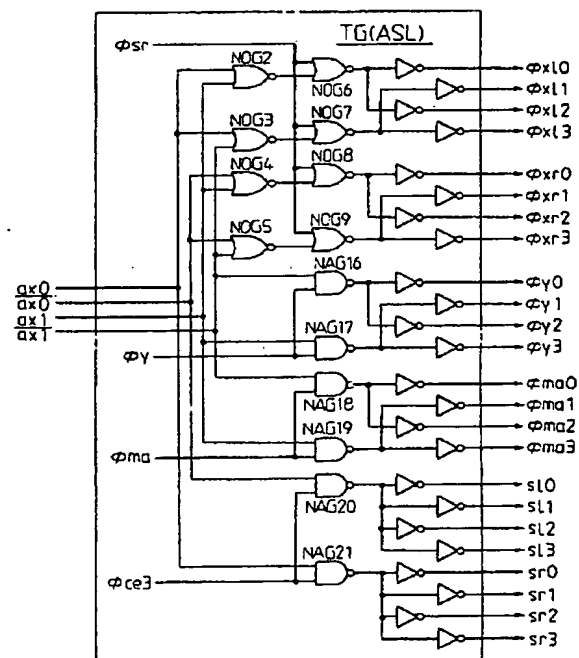 TG(ASL)
ϕsr
NOG2
NOG6
NOG3
NOG7
NOG4
NOG8
NOG5
NOG9
NAG16
NAG17
NAG18
NAG19
NAG20
NAG21
ax0
a̅x̅0̅
ax1
a̅x̅1̅
ϕy
ϕma
ϕce3
ϕxl0
ϕxl1
ϕxl2
ϕxl3
ϕxr0
ϕxr1
ϕxr2
ϕxr3
ϕy0
ϕy1
ϕy2
ϕy3
ϕma0
ϕma1
ϕma2
ϕma3
sl0
sl1
sl2
sl3
sr0
sr1
sr2
sr3